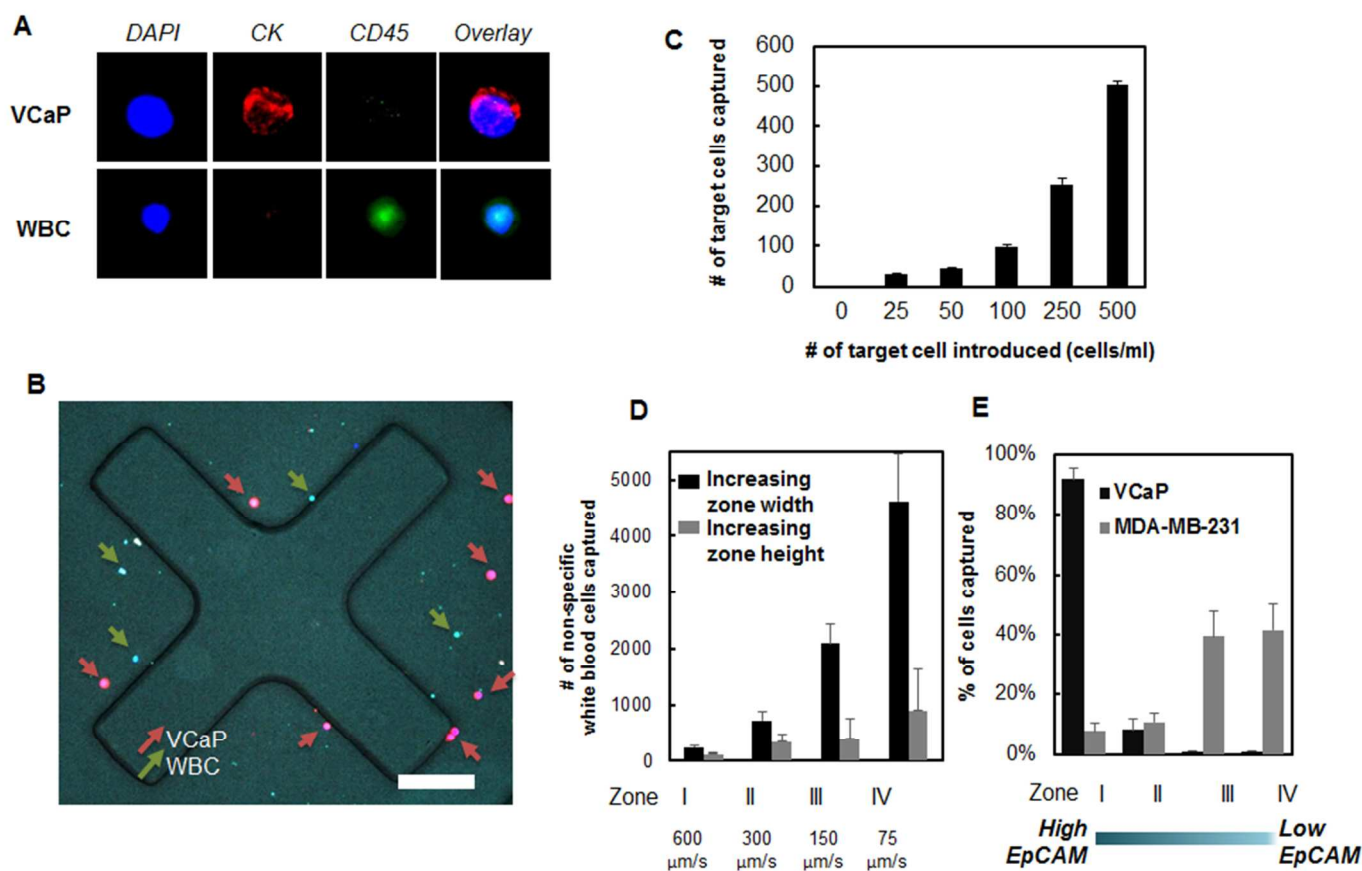 A
DAPI CK CD45 Overlay
VCaP
WBC
B
VCaP
WBC
C
# of target cells captured
600
500
400
300
200
100
0
0 25 50 100 250 500
# of target cell introduced (cells/ml)
D
# of non-specific
white blood cells captured
5000
4000
3000
2000
1000
0
Increasing
zone width
Increasing
zone height
Zone I II III IV
600 300 150 75
μm/s μm/s μm/s μm/s
E
% of cells captured
100%
80%
60%
40%
20%
0%
VCaP
MDA-MB-231
Zone I II III IV
High Low
EpCAM EpCAM